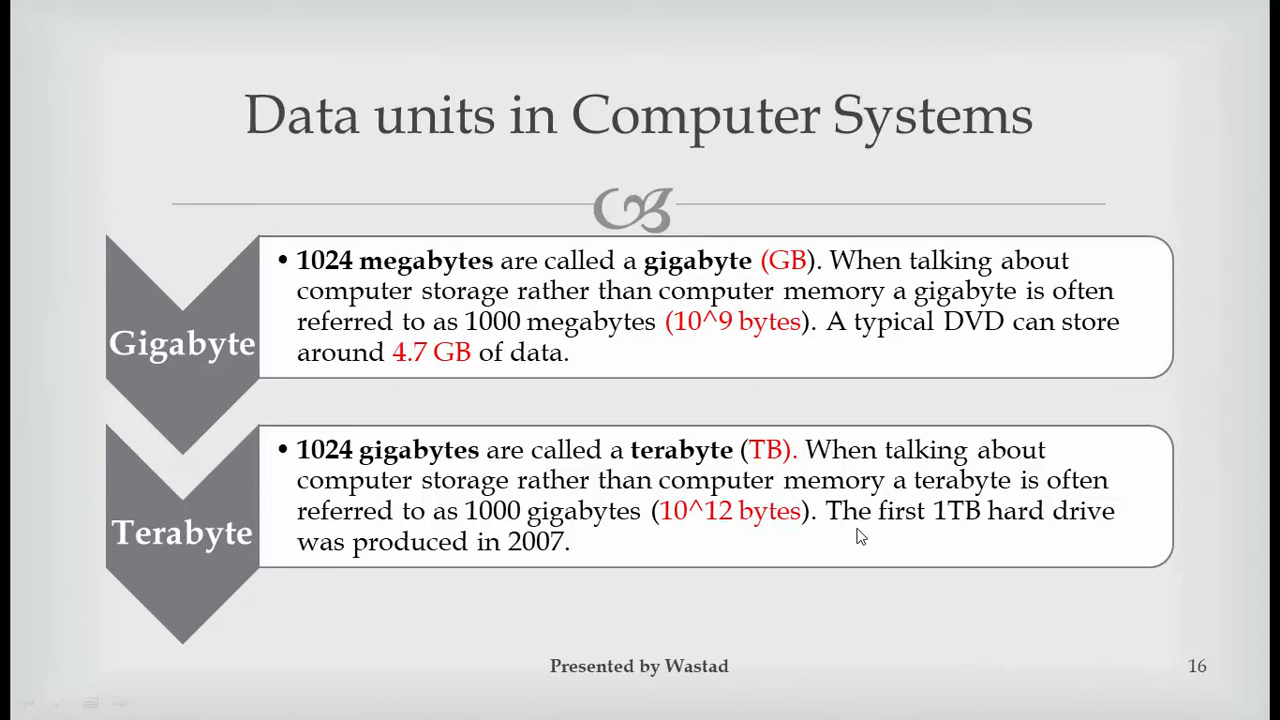 Data units in Computer Systems
Gigabyte
• 1024 megabytes are called a gigabyte (GB). When talking about
computer storage rather than computer memory a gigabyte is often
referred to as 1000 megabytes (10^9 bytes). A typical DVD can store
around 4.7 GB of data.
Terabyte
• 1024 gigabytes are called a terabyte (TB). When talking about
computer storage rather than computer memory a terabyte is often
referred to as 1000 gigabytes (10^12 bytes). The first 1TB hard drive
was produced in 2007.
Presented by Wastad
16